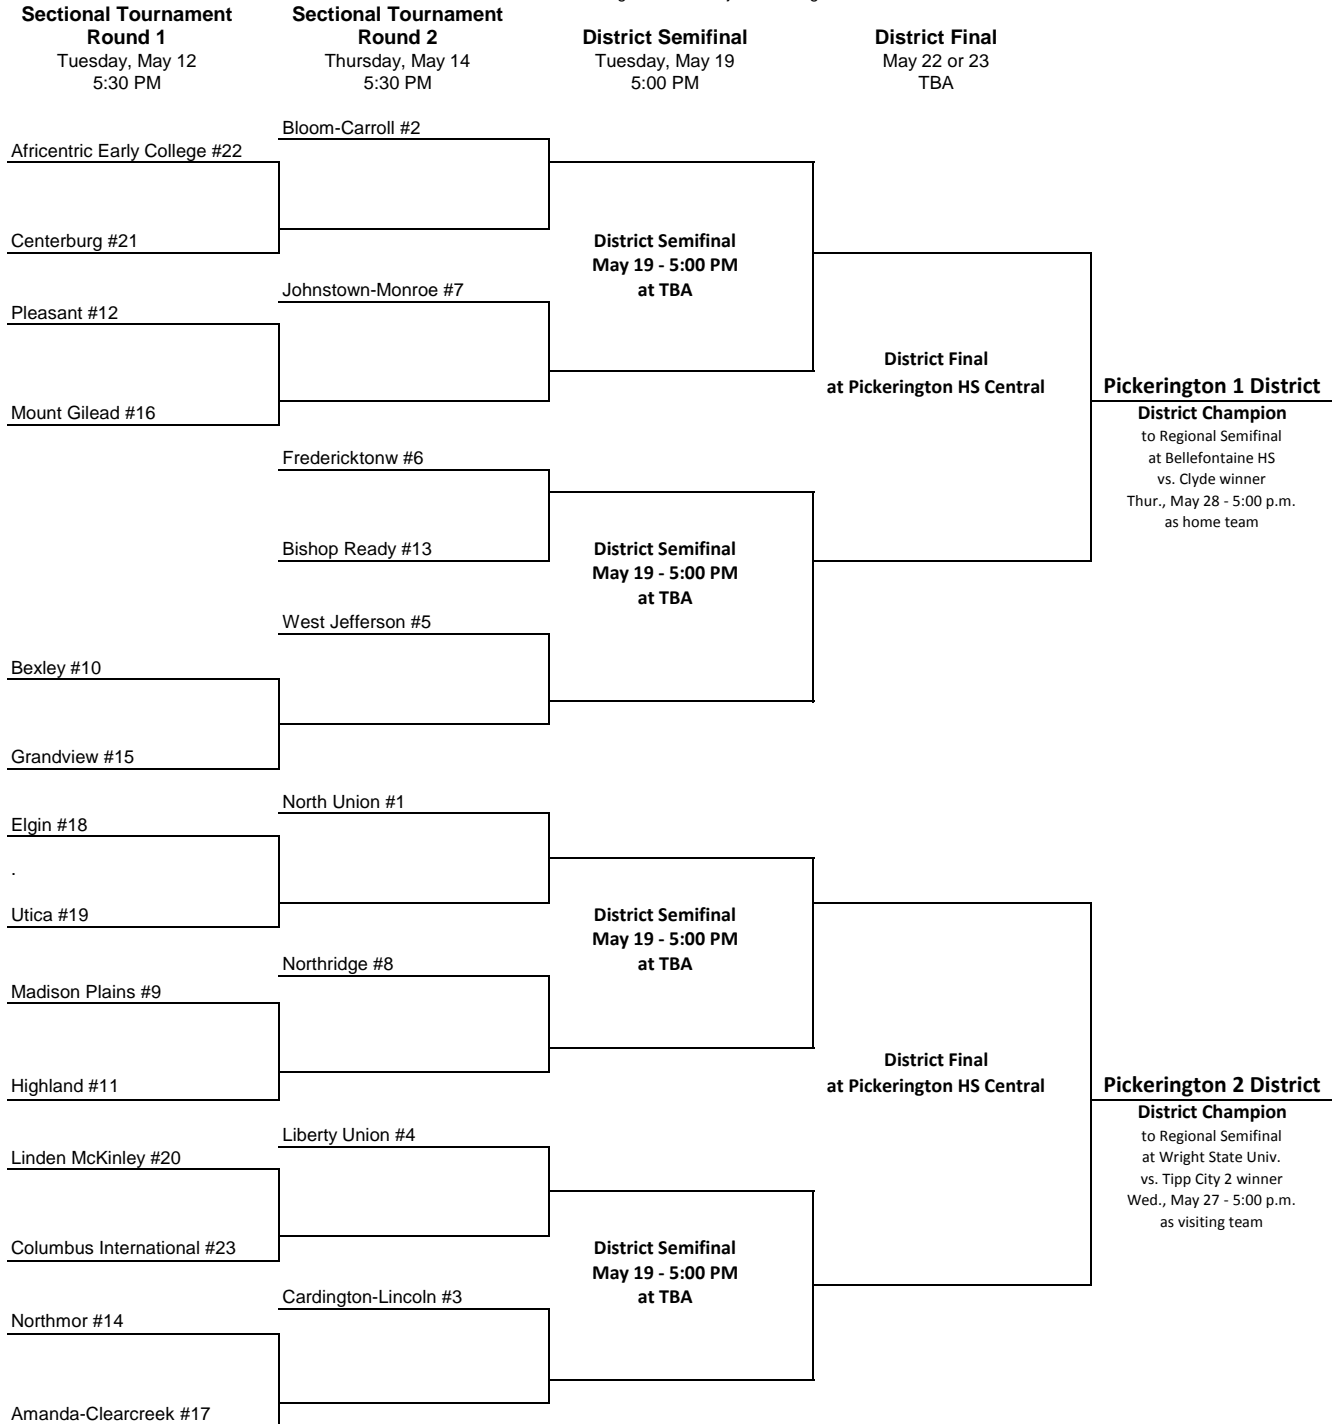 Sectional Tournament
Round 1
Tuesday, May 12
5:30 PM
Sectional Tournament
Round 2
Thursday, May 14
5:30 PM
District Semifinal
Tuesday, May 19
5:00 PM
District Final
May 22 or 23
TBA
Bloom-Carroll #2
Africentric Early College #22
Centerburg #21
District Semifinal
May 19 - 5:00 PM
at TBA
Johnstown-Monroe #7
Pleasant #12
Mount Gilead #16
District Final
at Pickerington HS Central
Pickerington 1 District
District Champion
to Regional Semifinal
at Bellefontaine HS
vs. Clyde winner
Thur., May 28 - 5:00 p.m.
as home team
Fredericktonw #6
Bishop Ready #13
District Semifinal
May 19 - 5:00 PM
at TBA
West Jefferson #5
Bexley #10
Grandview #15
North Union #1
Elgin #18
.
Utica #19
District Semifinal
May 19 - 5:00 PM
at TBA
Northridge #8
Madison Plains #9
Highland #11
District Final
at Pickerington HS Central
Pickerington 2 District
District Champion
to Regional Semifinal
at Wright State Univ.
vs. Tipp City 2 winner
Wed., May 27 - 5:00 p.m.
as visiting team
Liberty Union #4
Linden McKinley #20
Columbus International #23
District Semifinal
May 19 - 5:00 PM
at TBA
Cardington-Lincoln #3
Northmor #14
Amanda-Clearcreek #17